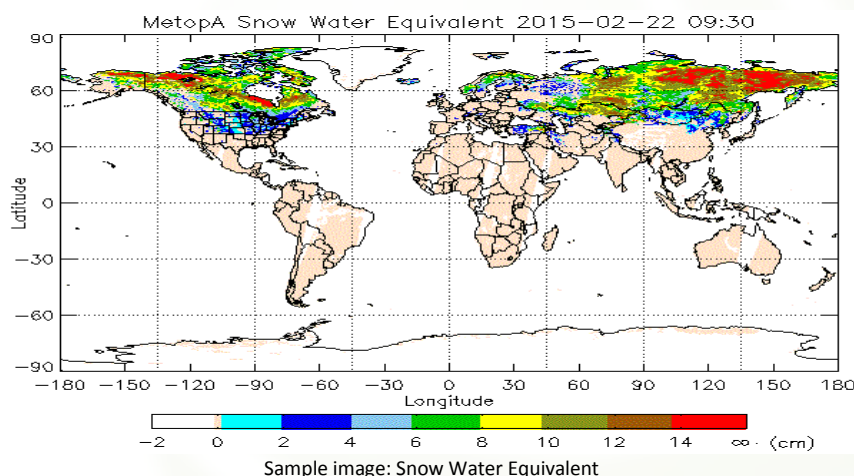 MetopA Snow Water Equivalent 2015-02-22 09:30
90
60
30
0
-30
-60
-90
Latitude
-180 -150 -120 -90 -60 -30 0 30 60 90 120 150 180
Longitude
-2 0 2 4 6 8 10 12 14 ∞ (cm)
Sample image: Snow Water Equivalent